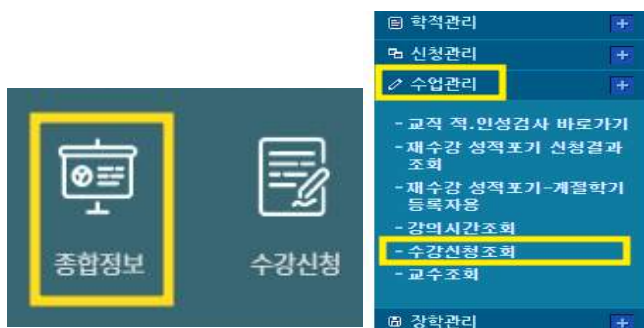 종합정보
수강신청
학적관리
신청관리
수업관리
- 교직 적.인성검사 바로가기
- 재수강 성적포기 신청결과
조회
- 재수강 성적포기-계절학기
등록자용
- 강의시간조회
- 수강신청조회
- 교수조회
장학관리